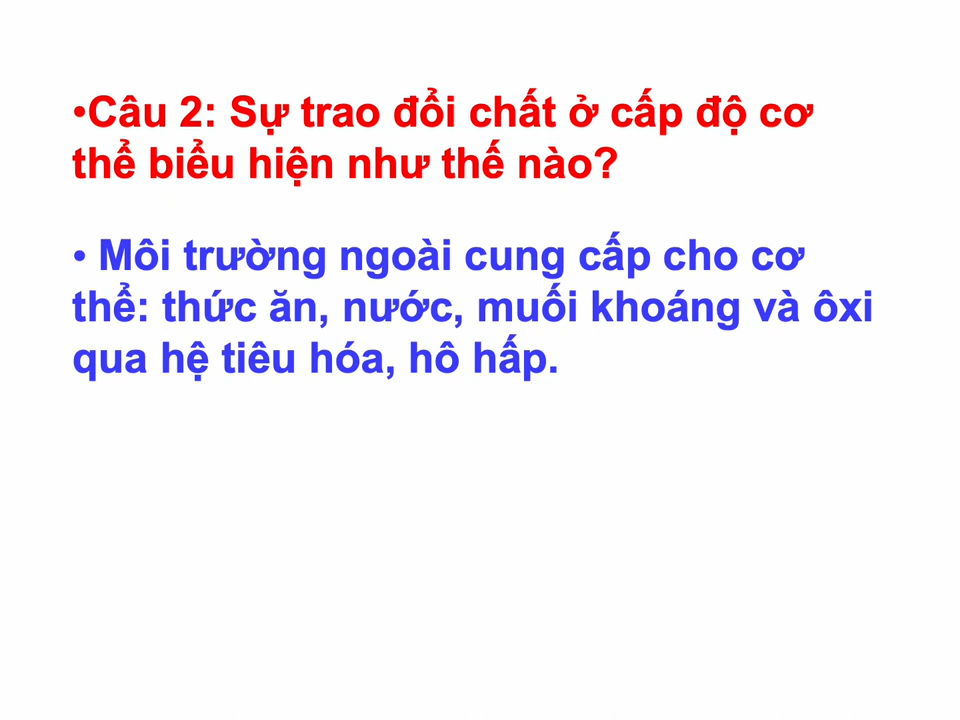 •Câu 2: Sự trao đổi chất ở cấp độ cơ
thể biểu hiện như thế nào?
• Môi trường ngoài cung cấp cho cơ
thể: thức ăn, nước, muối khoáng và ôxi
qua hệ tiêu hóa, hô hấp.